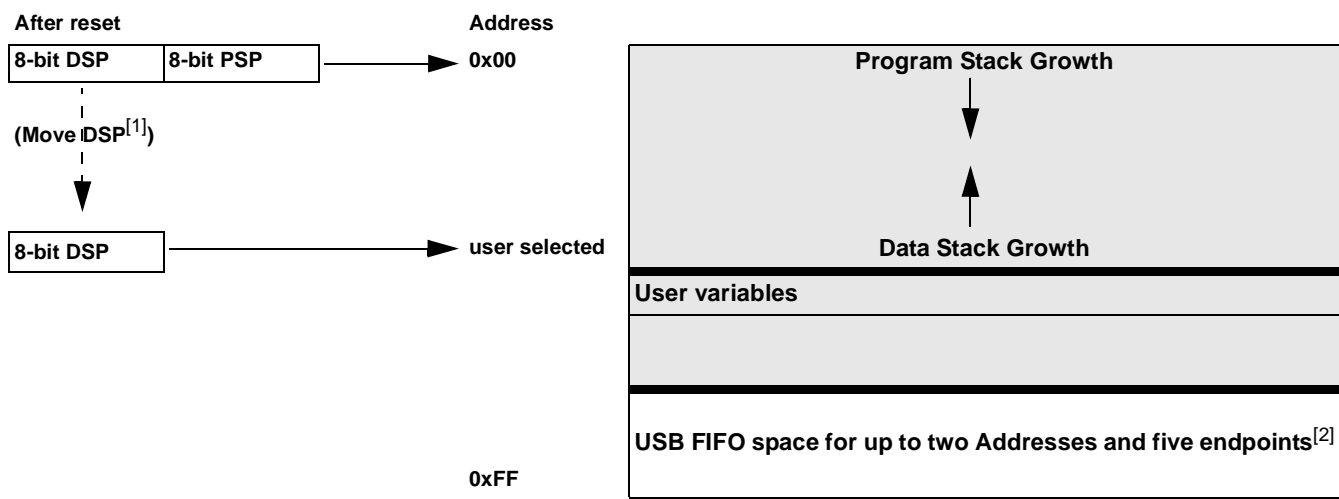 After reset
Address
8-bit DSP
8-bit PSP
0x00
Program Stack Growth
(Move DSP[1])
8-bit DSP
user selected
Data Stack Growth
User variables
USB FIFO space for up to two Addresses and five endpoints[2]
0xFF